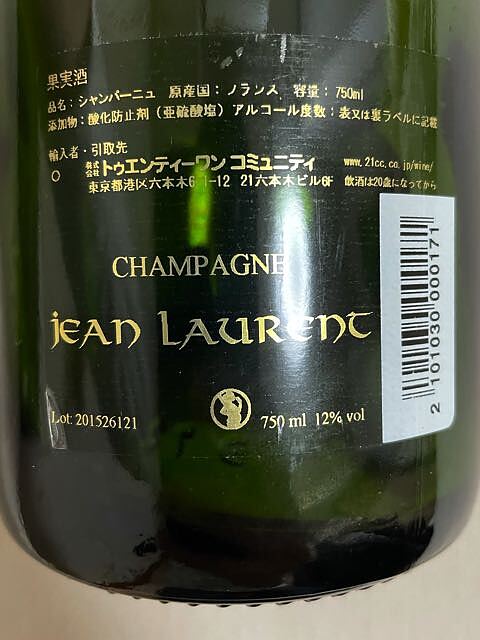 果実酒
品名：シャンパーニュ 原産国：フランス 容量：750ml
添加物：酸化防止剤（亜硫酸塩）アルコール度数：表又は裏ラベルに記載
輸入者・引取先
株式会社トゥエンティーワン コミュニティ www.21cc.co.jp/wine/
東京都港区六本木6-1-12 21六本木ビル6F 飲酒は20歳になってから
CHAMPAGNE
JEAN LAURENT
Lot: 201526121
750 ml 12% vol
2 101030 000171